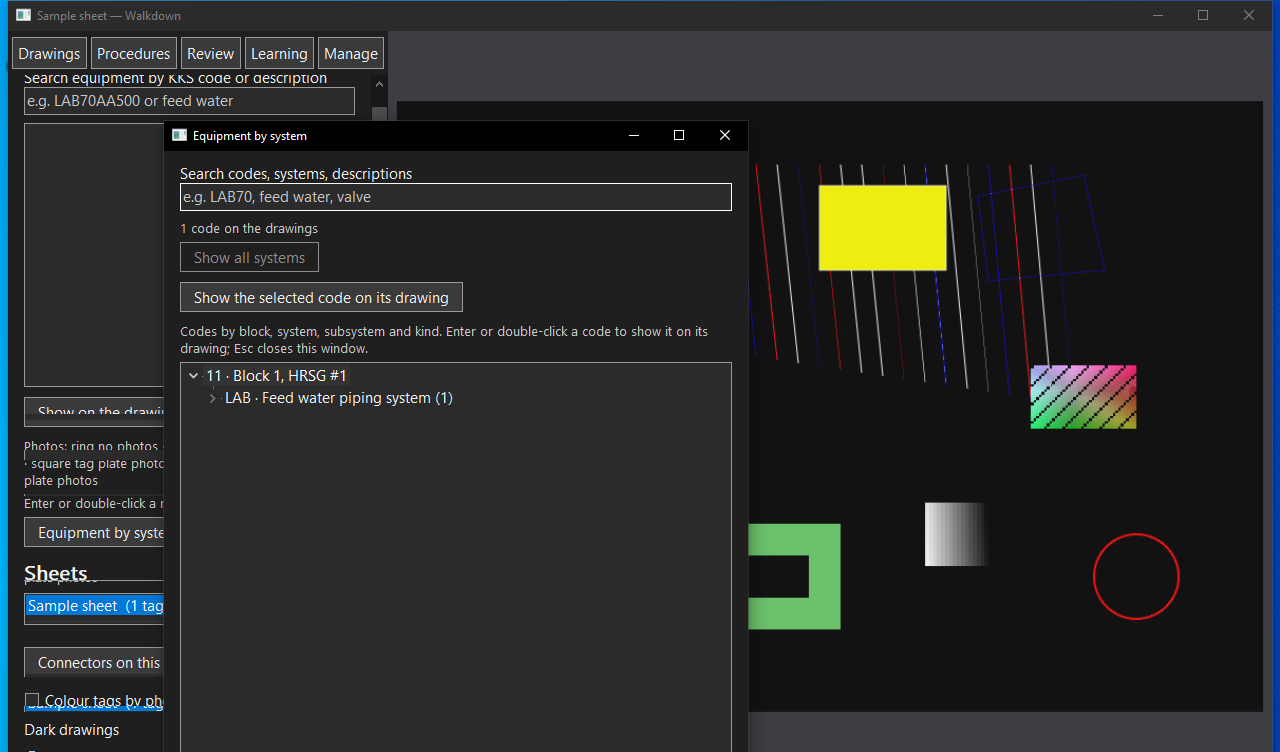 Sample sheet — Walkdown
Drawings Procedures Review Learning Manage
Search equipment by KKS code or description
e.g. LAB70AA500 or feed water
Equipment by system
Search codes, systems, descriptions
e.g. LAB70, feed water, valve
1 code on the drawings
Show all systems
Show the selected code on its drawing
Codes by block, system, subsystem and kind. Enter or double-click a code to show it on its
drawing; Esc closes this window.
11 · Block 1, HRSG #1
LAB · Feed water piping system (1)
Show on the
Photos: ring no photos
· square tag plate photo
plate photos
Enter or double-click a
Equipment by syste
Sheets
Sample sheet (1 tag
Connectors on this
Colour tags by pho
Dark drawings